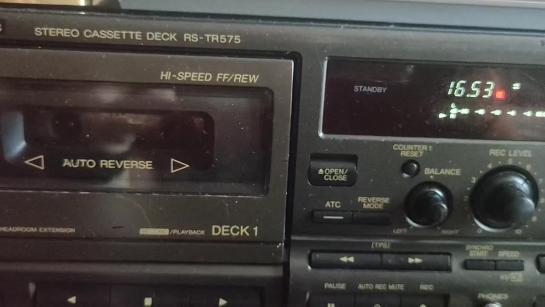 STEREO CASSETTE DECK RS-TR575
HI-SPEED FF/REW
AUTO REVERSE
HEADROOM EXTENSION
/PLAYBACK DECK 1
STANDBY
16.53
OPEN/
CLOSE
COUNTER 1
RESET
BALANCE
REC LEVEL
ATC
REVERSE
MODE
LEFT
RIGHT
[TPS]
SYNCHRO
START
SPEED
PAUSE
AUTO REC MUTE
REC
PHONES